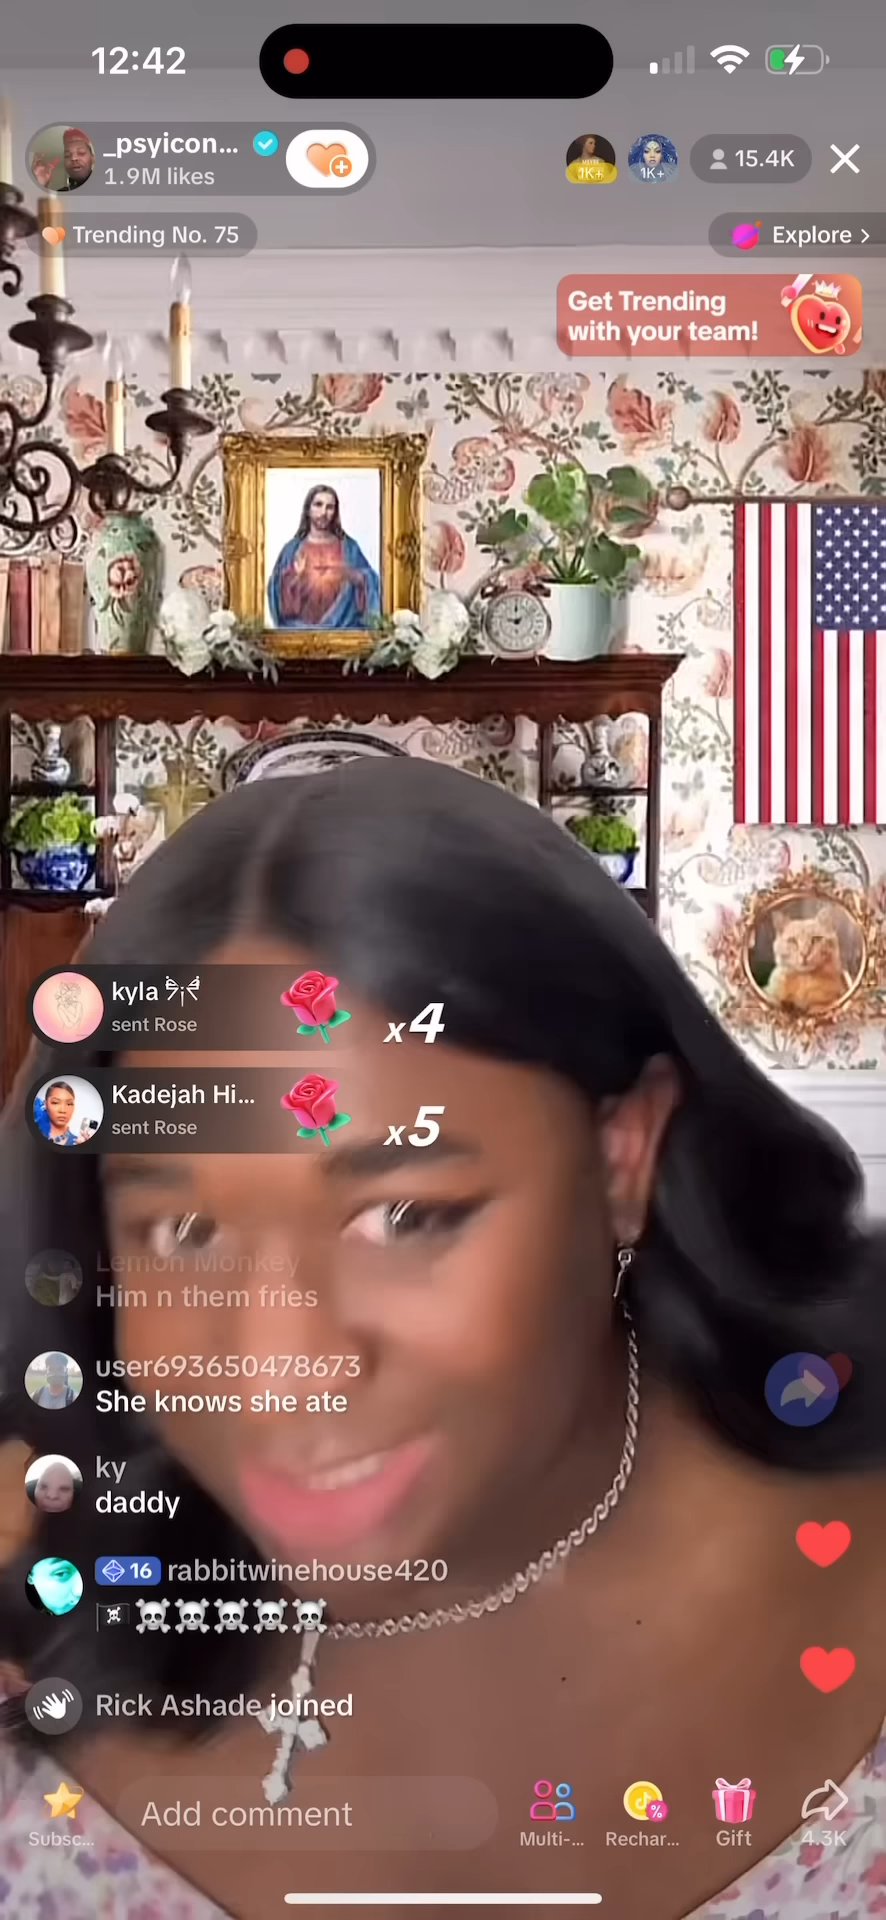 12:42
_psyicon...
1.9M likes
1K+
1K+
15.4K
Trending No. 75
Explore >
Get Trending
with your team!
kyla
sent Rose
x4
Kadejah Hi...
sent Rose
x5
Lemon Monkey
Him n them fries
user693650478673
She knows she ate
ky
daddy
16 rabbitwinehouse420
🏴‍☠️☠️☠️☠️☠️☠️
Rick Ashade joined
Add comment
Subsc...
Multi-...
Rechar...
Gift
4.3K